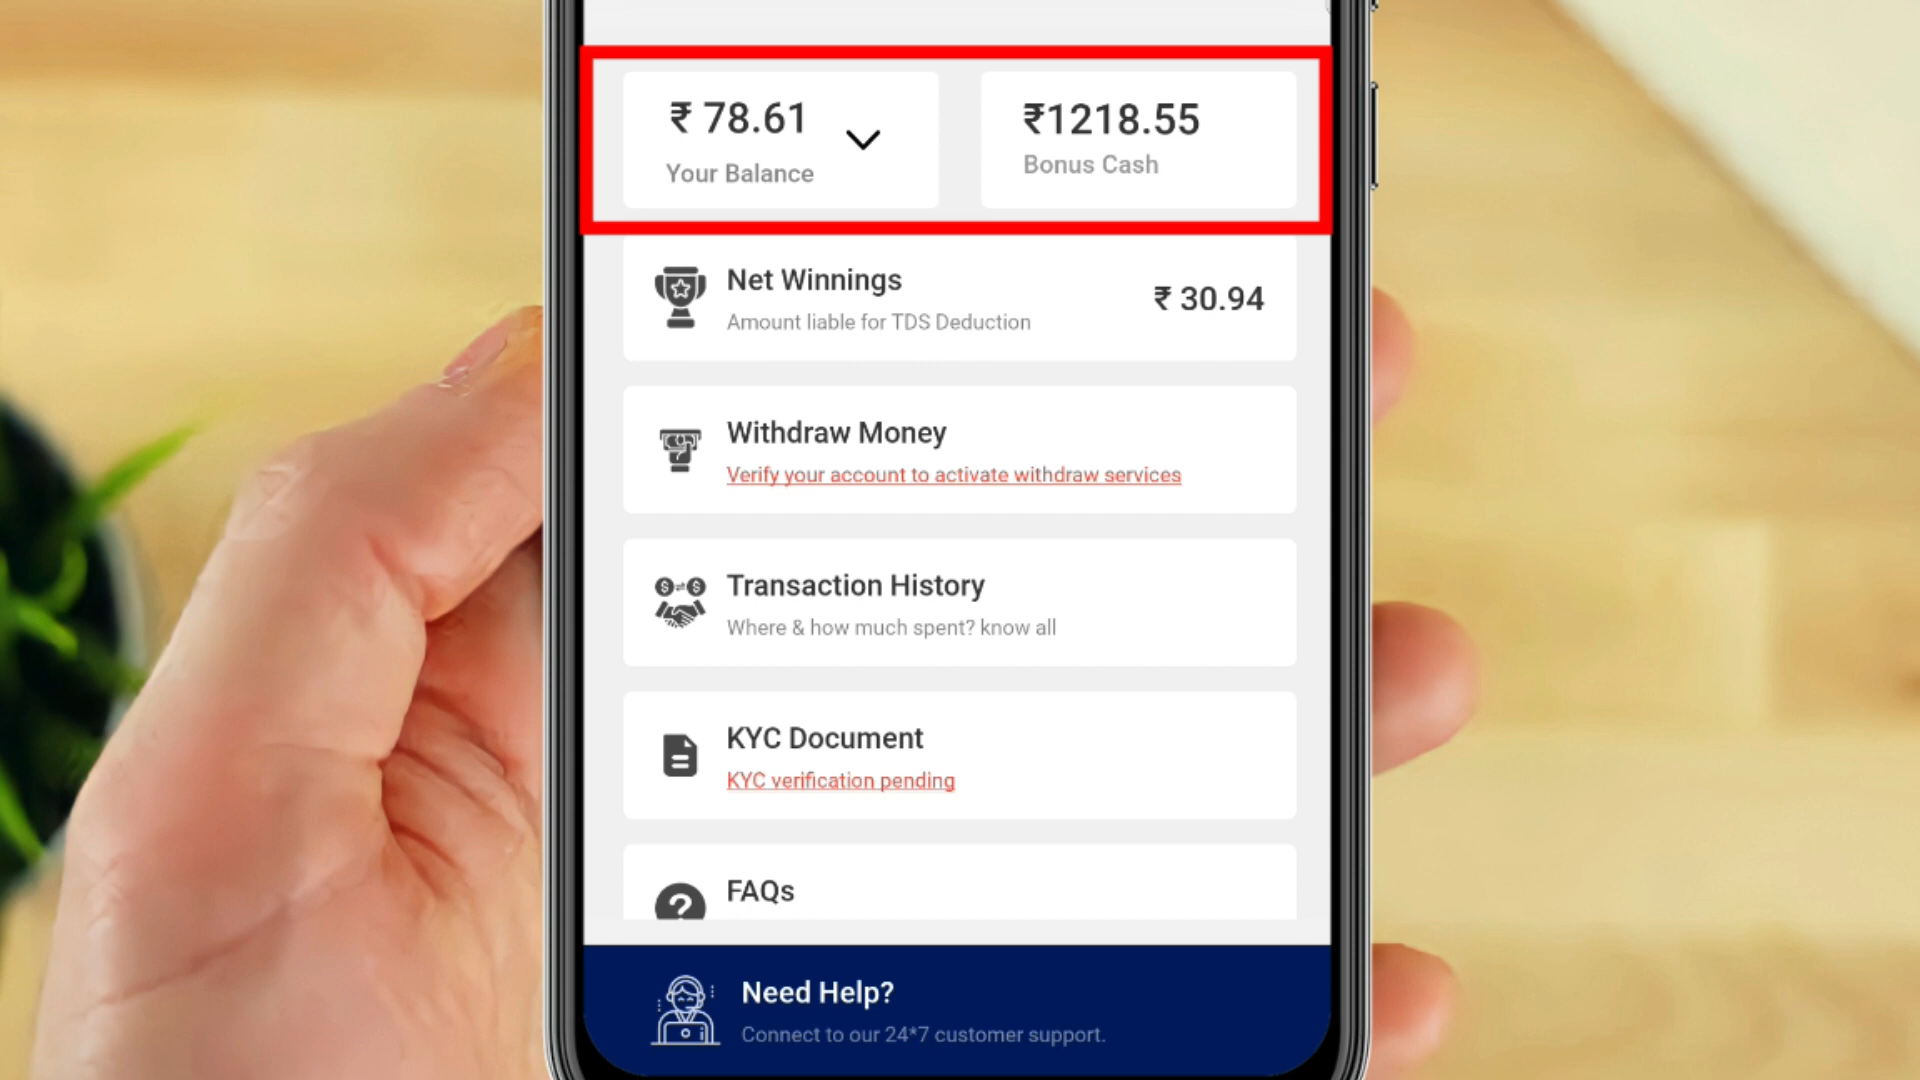 ₹ 78.61
Your Balance
₹1218.55
Bonus Cash
Net Winnings
Amount liable for TDS Deduction
₹ 30.94
Withdraw Money
Verify your account to activate withdraw services
Transaction History
Where & how much spent? know all
KYC Document
KYC verification pending
FAQs
Need Help?
Connect to our 24*7 customer support.